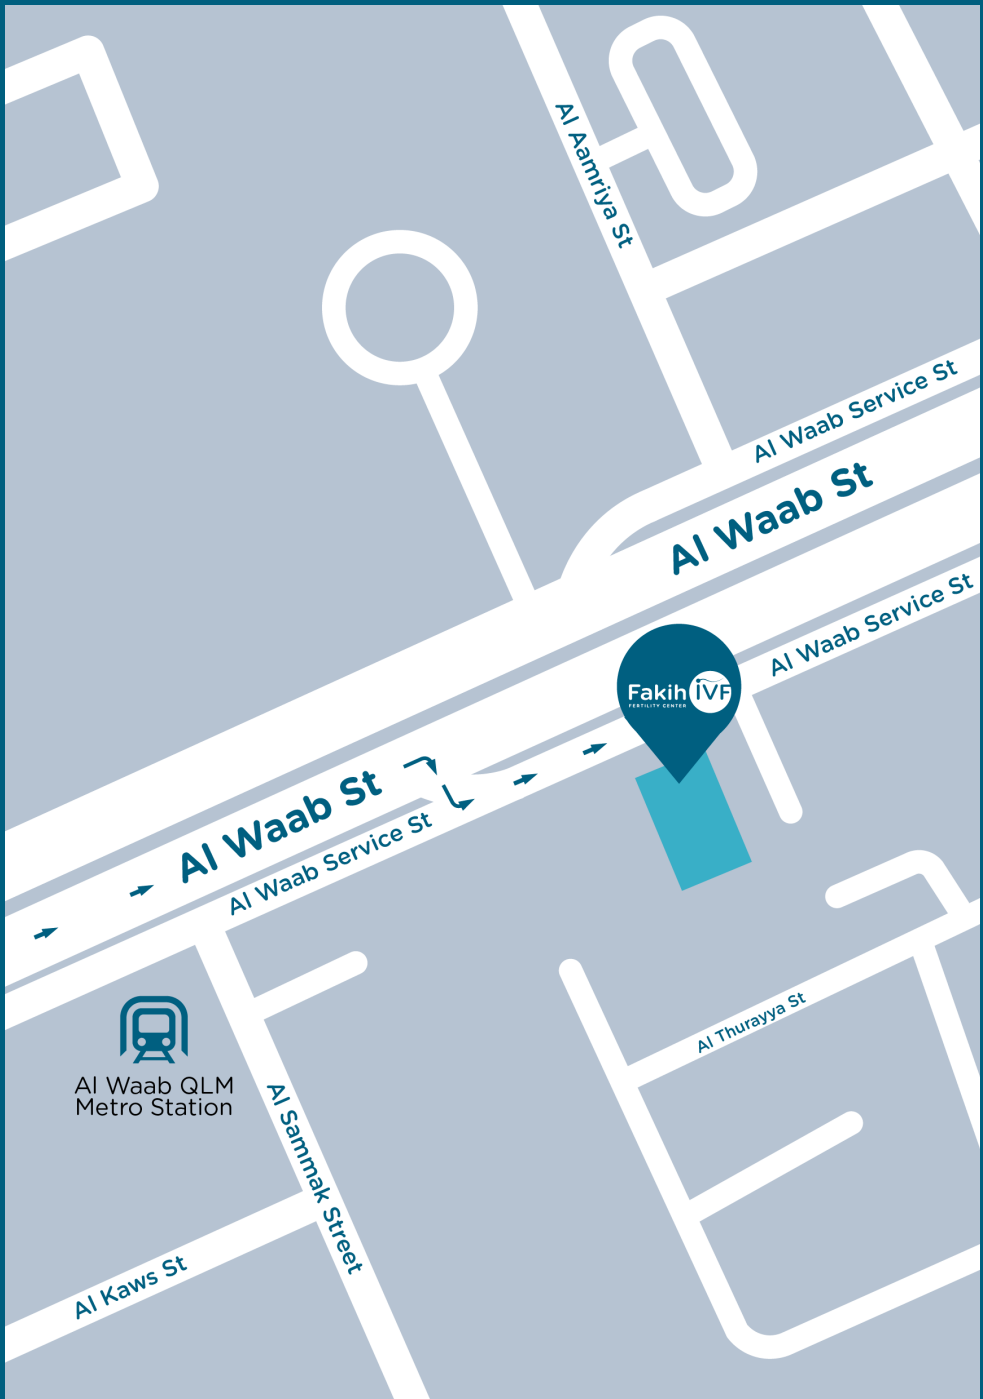 Al Aamriya St
Al Waab Service St
Al Waab St
Al Waab Service St
Fakih IVF
FERTILITY CENTER
Al Waab St
Al Waab Service St
Al Thurayya St
Al Waab QLM
Metro Station
Al Sammak Street
Al Kaws St